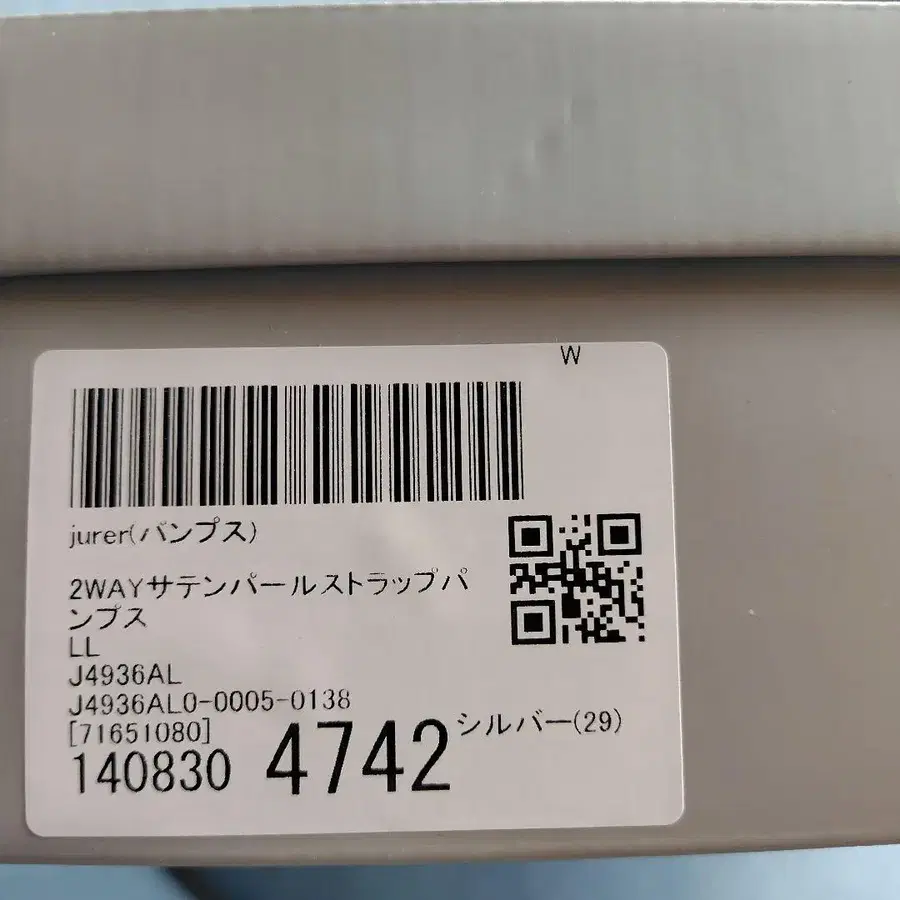 W
jurer(パンプス)
2WAYサテンパールストラップパ
ンプス
LL
J4936AL
J4936AL0-0005-0138
[71651080]
シルバー(29)
140830 4742